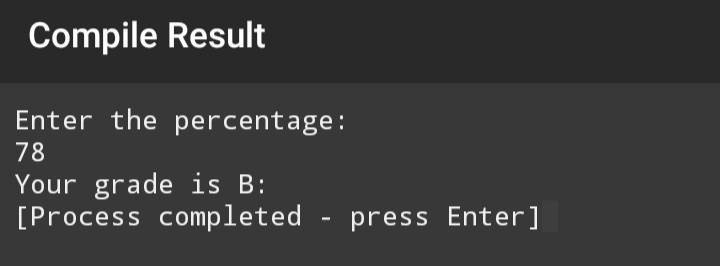 Compile Result
Enter the percentage:
78
Your grade is B:
[Process completed - press Enter]